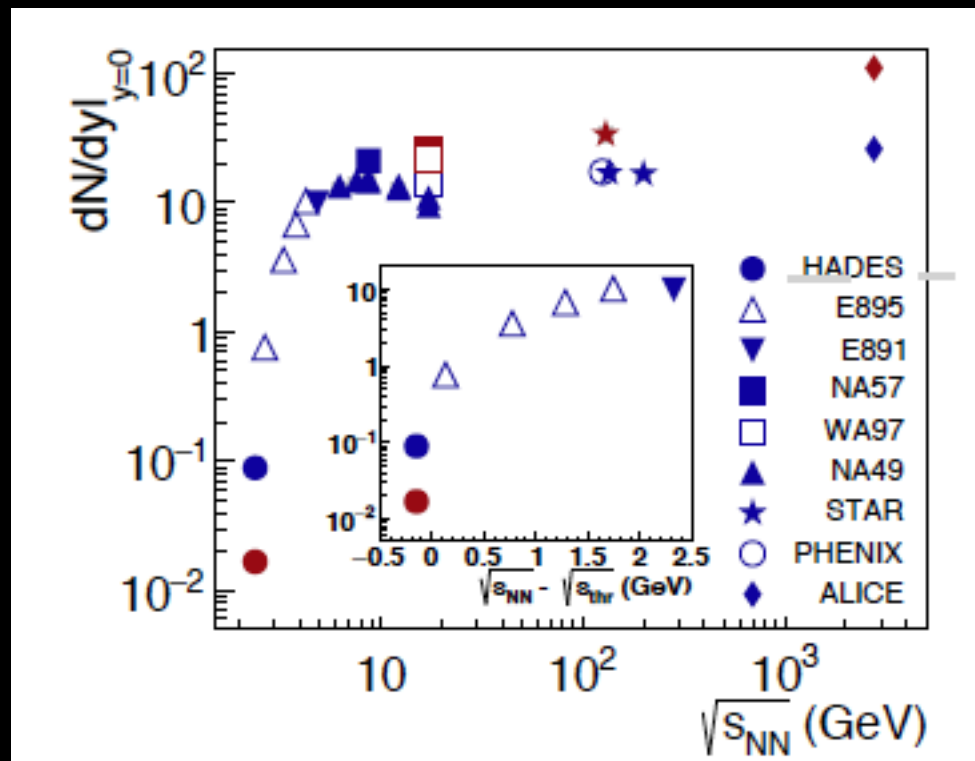 dN/dy|y=0
10²
10
1
10⁻¹
10⁻²
10
10²
10³
√sNN (GeV)
10
1
10⁻¹
10⁻²
−0.5 0 0.5 1 1.5 2 2.5
√sNN - √sthr (GeV)
HADES
E895
E891
NA57
WA97
NA49
STAR
PHENIX
ALICE